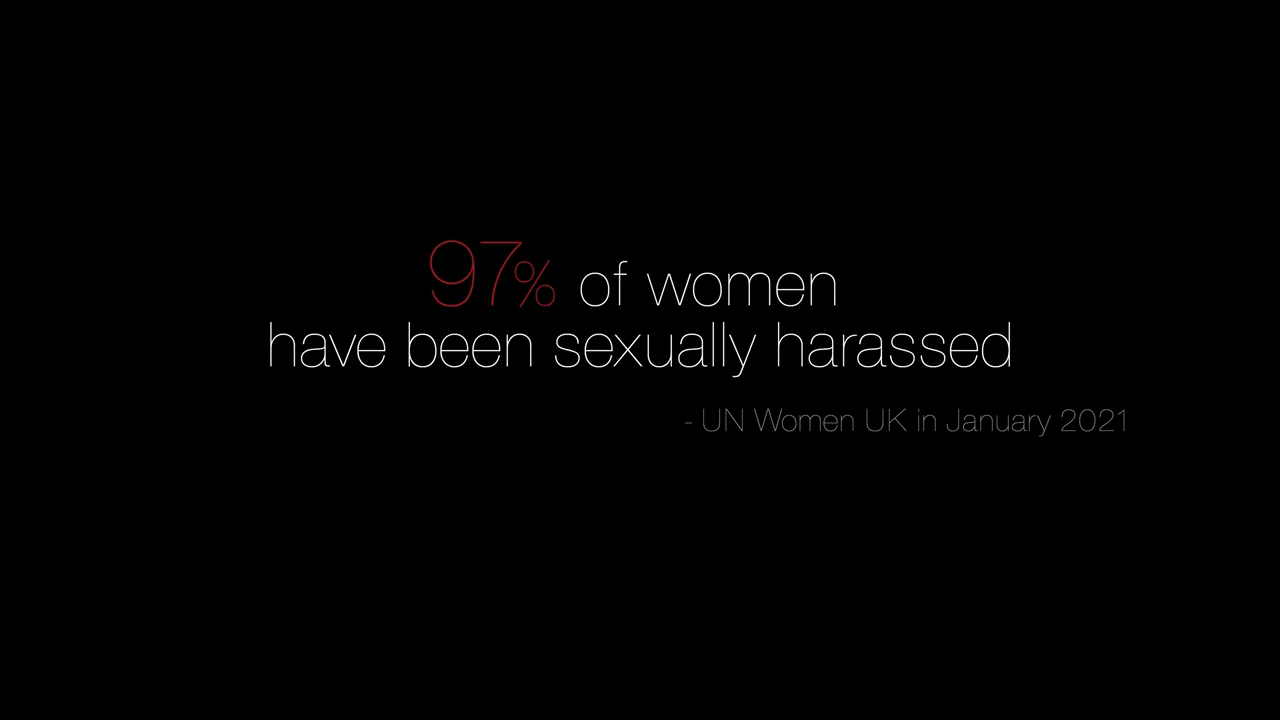 97% of women
have been sexually harassed
- UN Women UK in January 2021